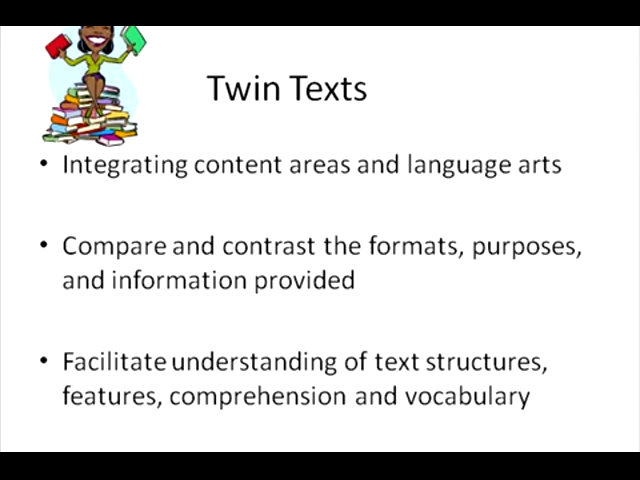 Twin Texts
• Integrating content areas and language arts
• Compare and contrast the formats, purposes,
and information provided
• Facilitate understanding of text structures,
features, comprehension and vocabulary